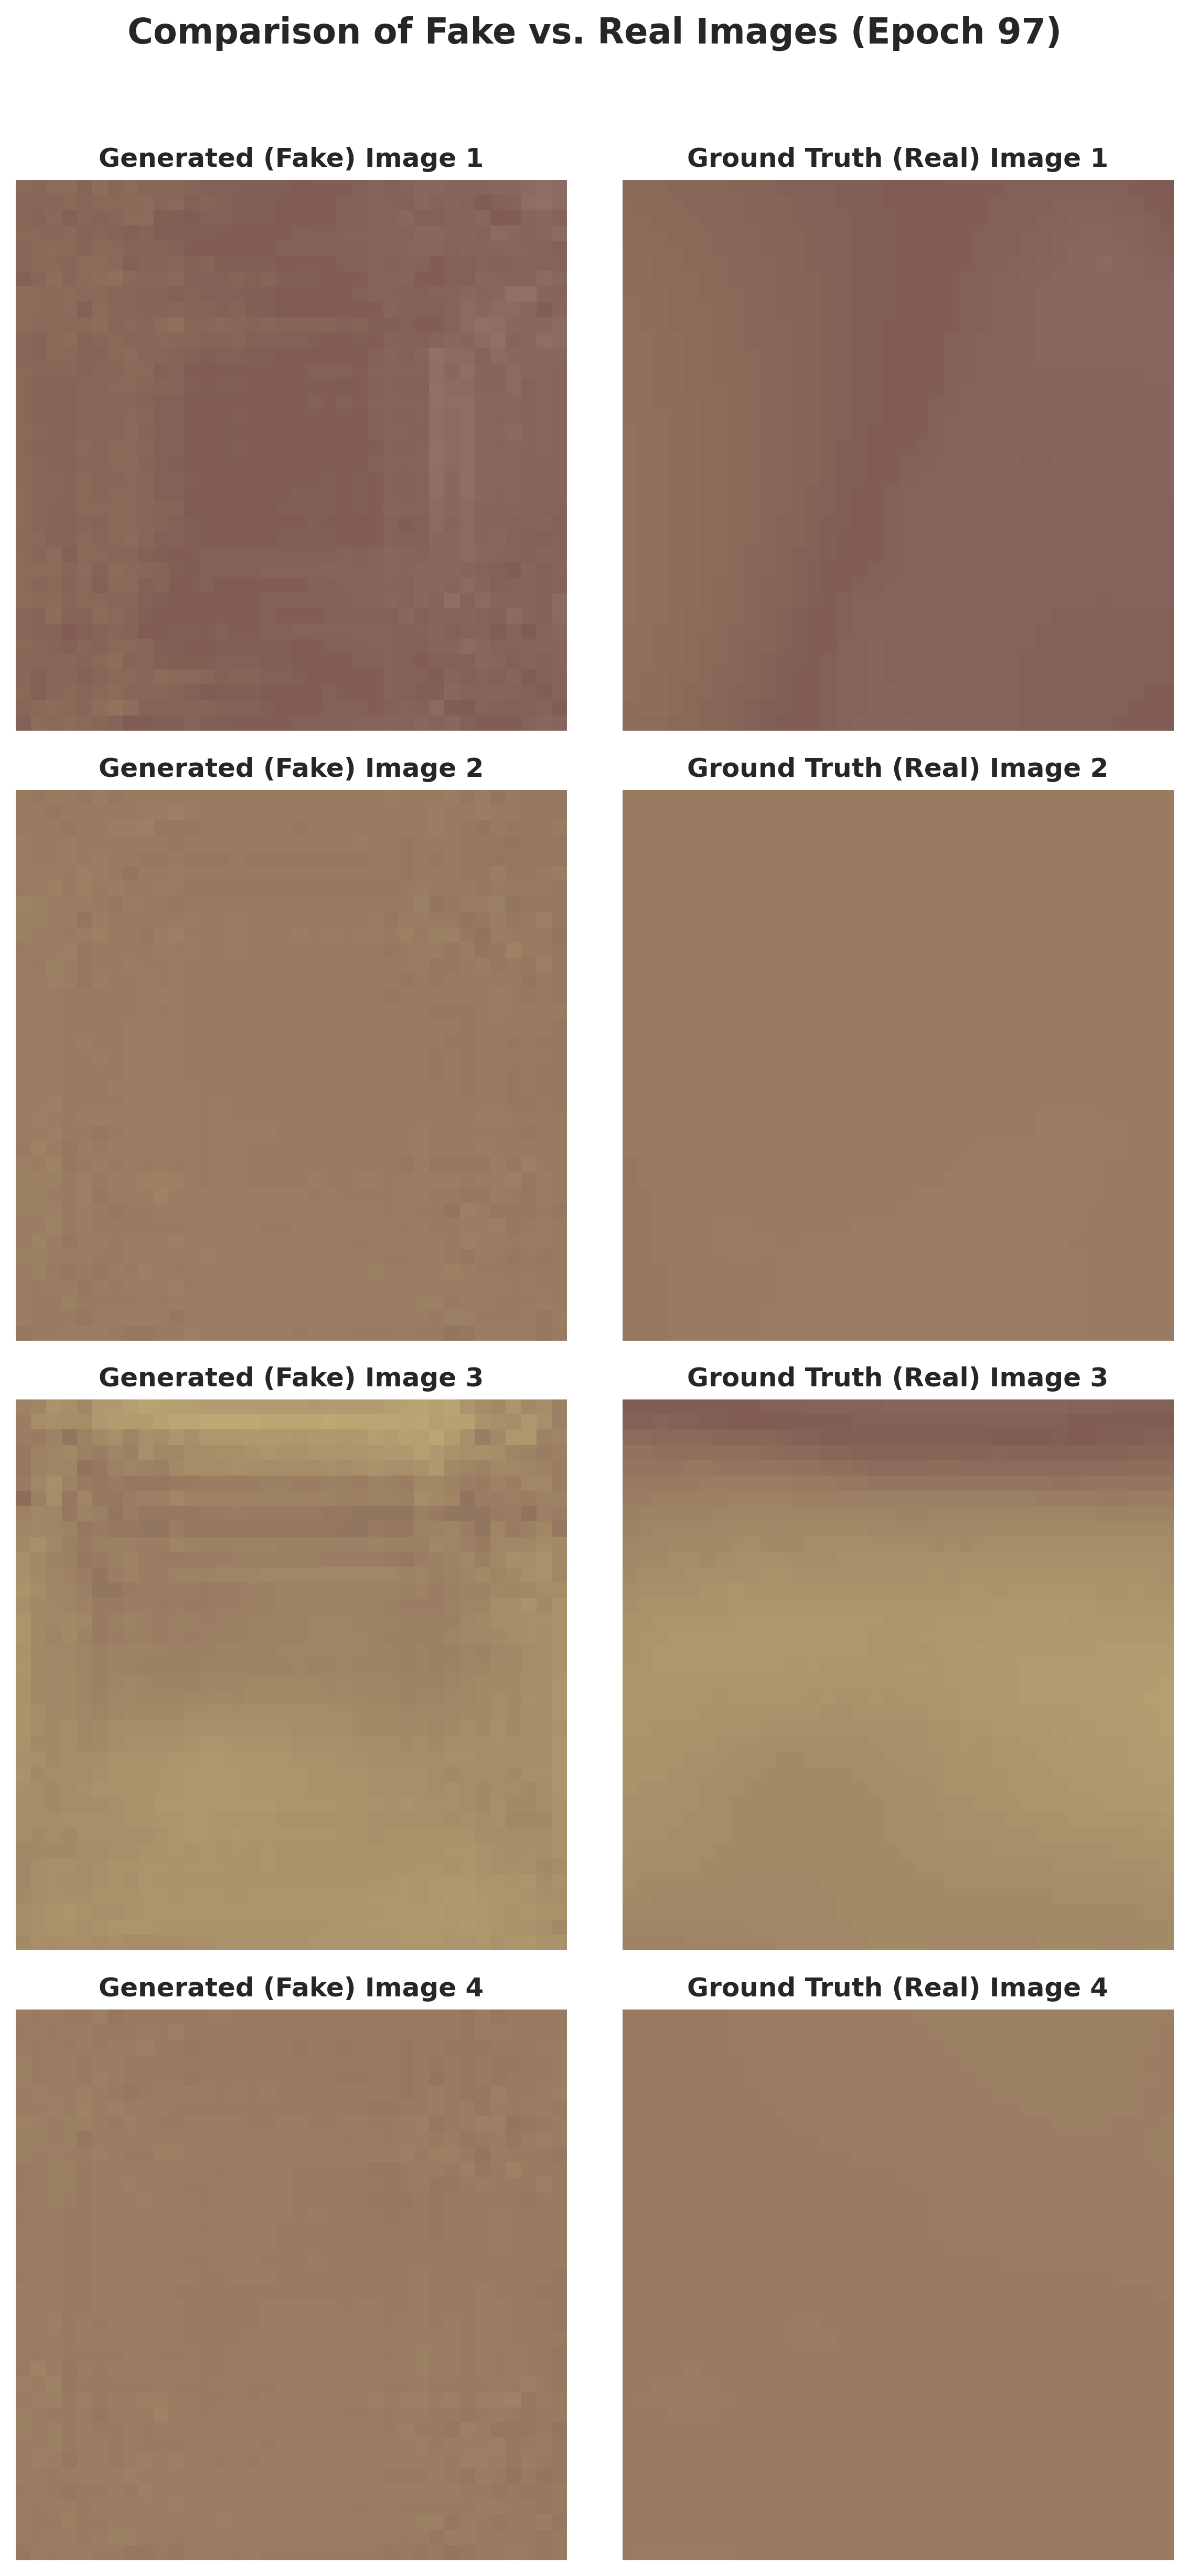 Comparison of Fake vs. Real Images (Epoch 97)
Generated (Fake) Image 1
Ground Truth (Real) Image 1
Generated (Fake) Image 2
Ground Truth (Real) Image 2
Generated (Fake) Image 3
Ground Truth (Real) Image 3
Generated (Fake) Image 4
Ground Truth (Real) Image 4